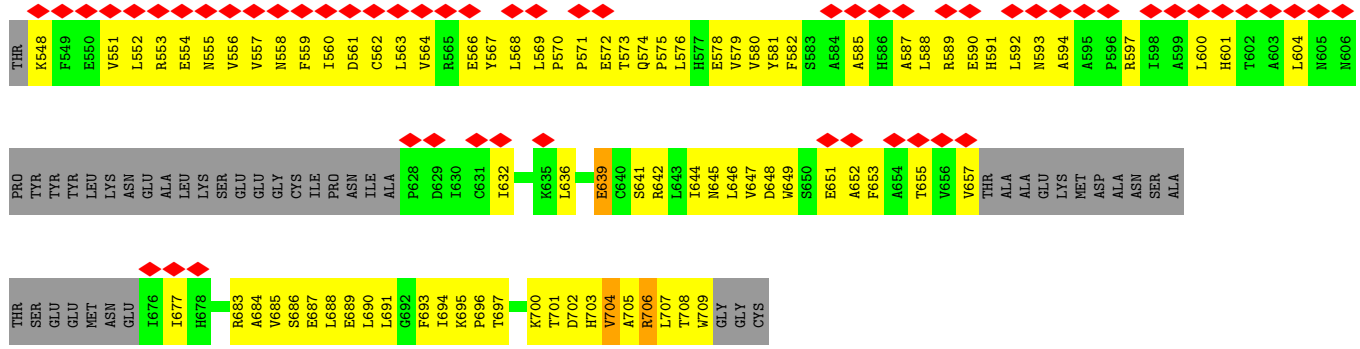 THR K548 F549 E550 V551 L552 R553 E554 N555 V556 V557 N558 F559 I560 D561 C562 L563 V564 R565 E566 Y567 L568 L569 P570 P571 E572 T573 Q574 P575 L576 H577 E578 V579 V580 Y581 F582 S583 A584 A585 H586 A587 L588 R589 E590 H591 L592 N593 A594 A595 P596 R597 I598 A599 L600 H601 T602 A603 L604 N605 N606
PRO TYR TYR TYR LEU LYS ASN GLU ALA LEU LYS SER GLU GLU GLY CYS ILE PRO ASN ILE ALA P628 D629 I630 C631 I632 K635 L636 E639 C640 S641 R642 L643 I644 N645 L646 V647 D648 W649 S650 E651 A652 F653 A654 T655 V656 V657 THR ALA ALA GLU LYS MET ASP ALA ASN SER ALA
THR SER GLU GLU MET ASN GLU I676 I677 H678 R683 A684 V685 S686 E687 L688 E689 L690 L691 G692 F693 I694 K695 P696 T697 K700 T701 D702 H703 V704 A705 R706 L707 T708 W709 GLY GLY CYS